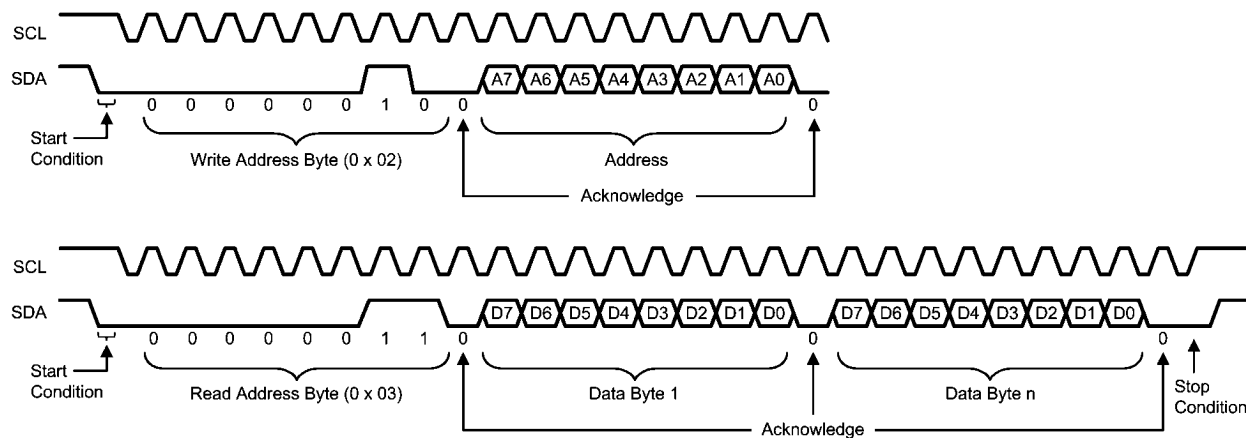 SCL
SDA
A7 A6 A5 A4 A3 A2 A1 A0
0 0 0 0 0 0 1 0 0 0
Start
Condition
Write Address Byte (0 x 02)
Address
Acknowledge
SCL
SDA
D7 D6 D5 D4 D3 D2 D1 D0 D7 D6 D5 D4 D3 D2 D1 D0
0 0 0 0 0 0 1 1 0 0 0
Start
Condition
Read Address Byte (0 x 03)
Data Byte 1
Data Byte n
Stop
Condition
Acknowledge